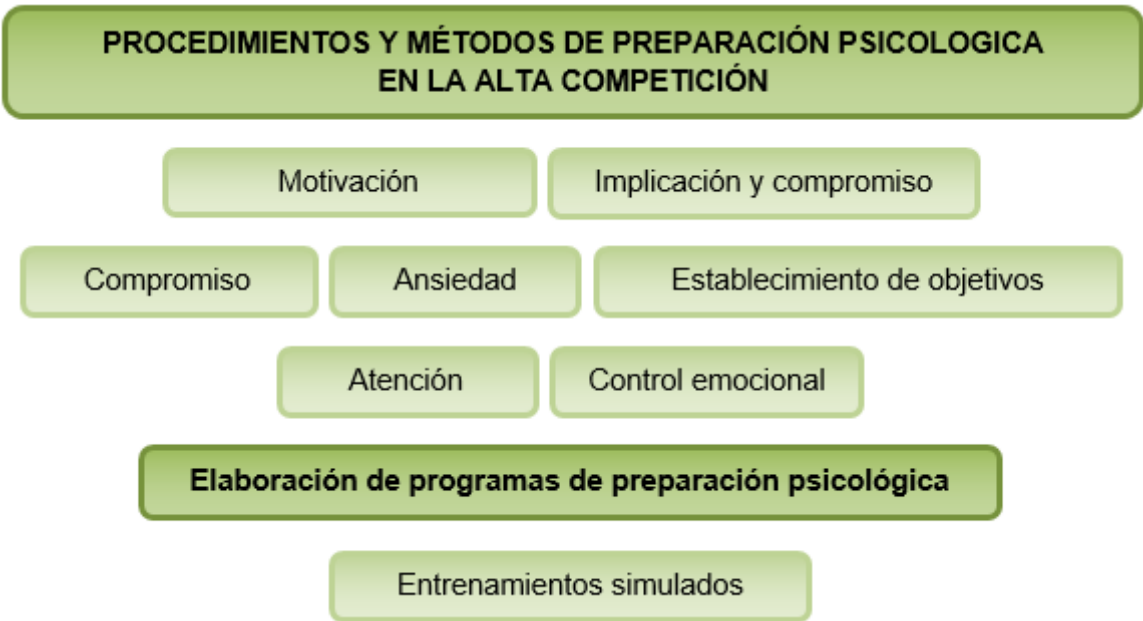 PROCEDIMIENTOS Y MÉTODOS DE PREPARACIÓN PSICOLOGICA
EN LA ALTA COMPETICIÓN
Motivación
Implicación y compromiso
Compromiso
Ansiedad
Establecimiento de objetivos
Atención
Control emocional
Elaboración de programas de preparación psicológica
Entrenamientos simulados